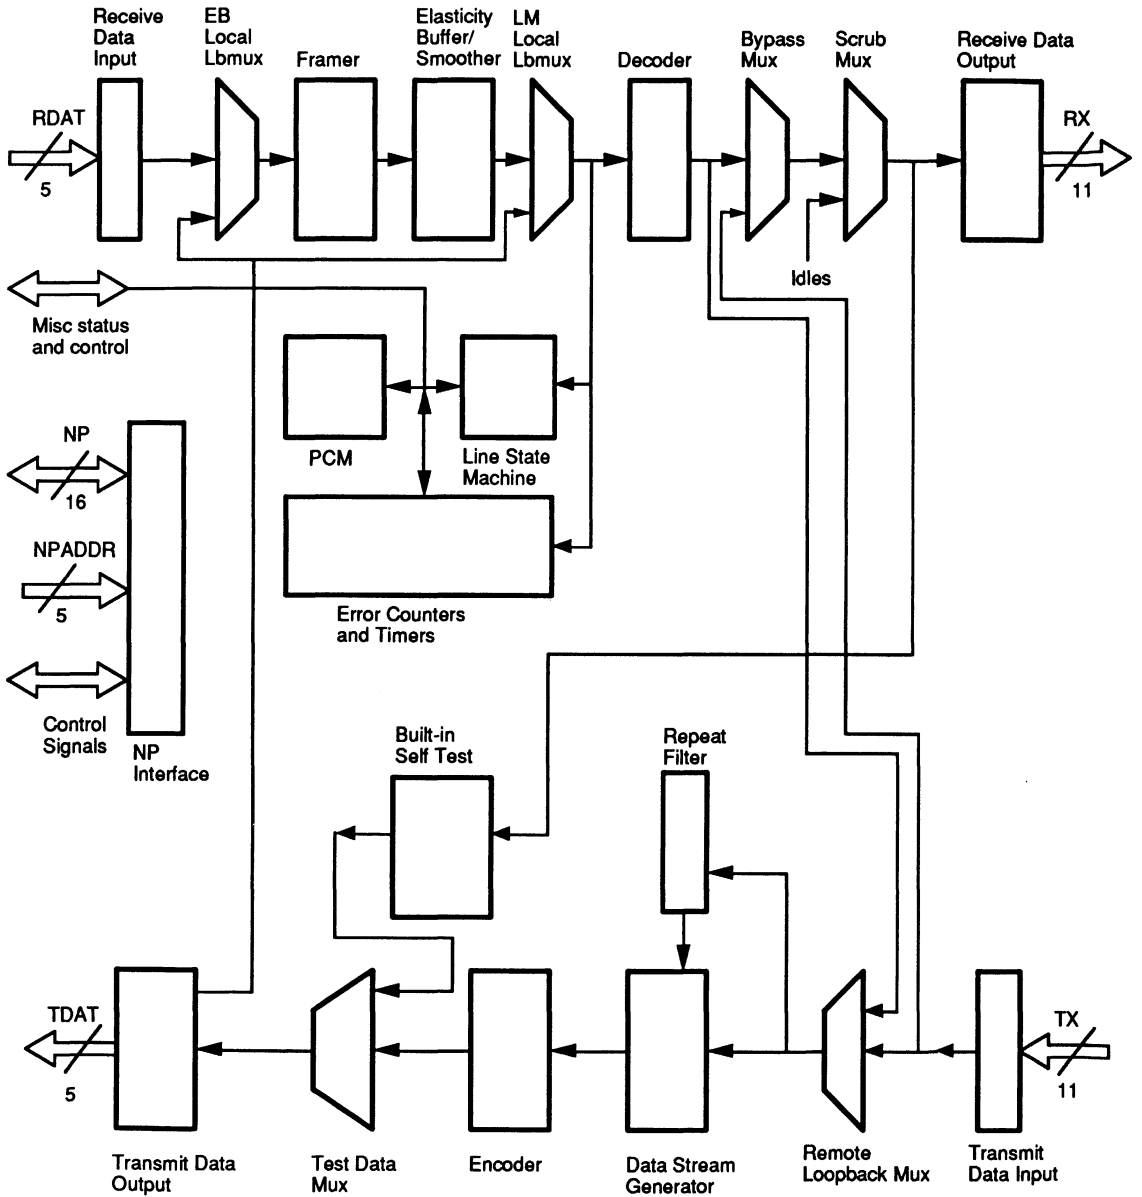 Receive
Data
Input
EB
Local
Lbmux
Framer
Elasticity
Buffer/
Smoother
LM
Local
Lbmux
Decoder
Bypass
Mux
Scrub
Mux
Receive Data
Output
RDAT
5
RX
11
Idles
Misc status
and control
PCM
Line State
Machine
NP
16
NPADDR
5
Error Counters
and Timers
Control
Signals
NP
Interface
Built-in
Self Test
Repeat
Filter
TDAT
5
TX
11
Transmit Data
Output
Test Data
Mux
Encoder
Data Stream
Generator
Remote
Loopback Mux
Transmit
Data Input